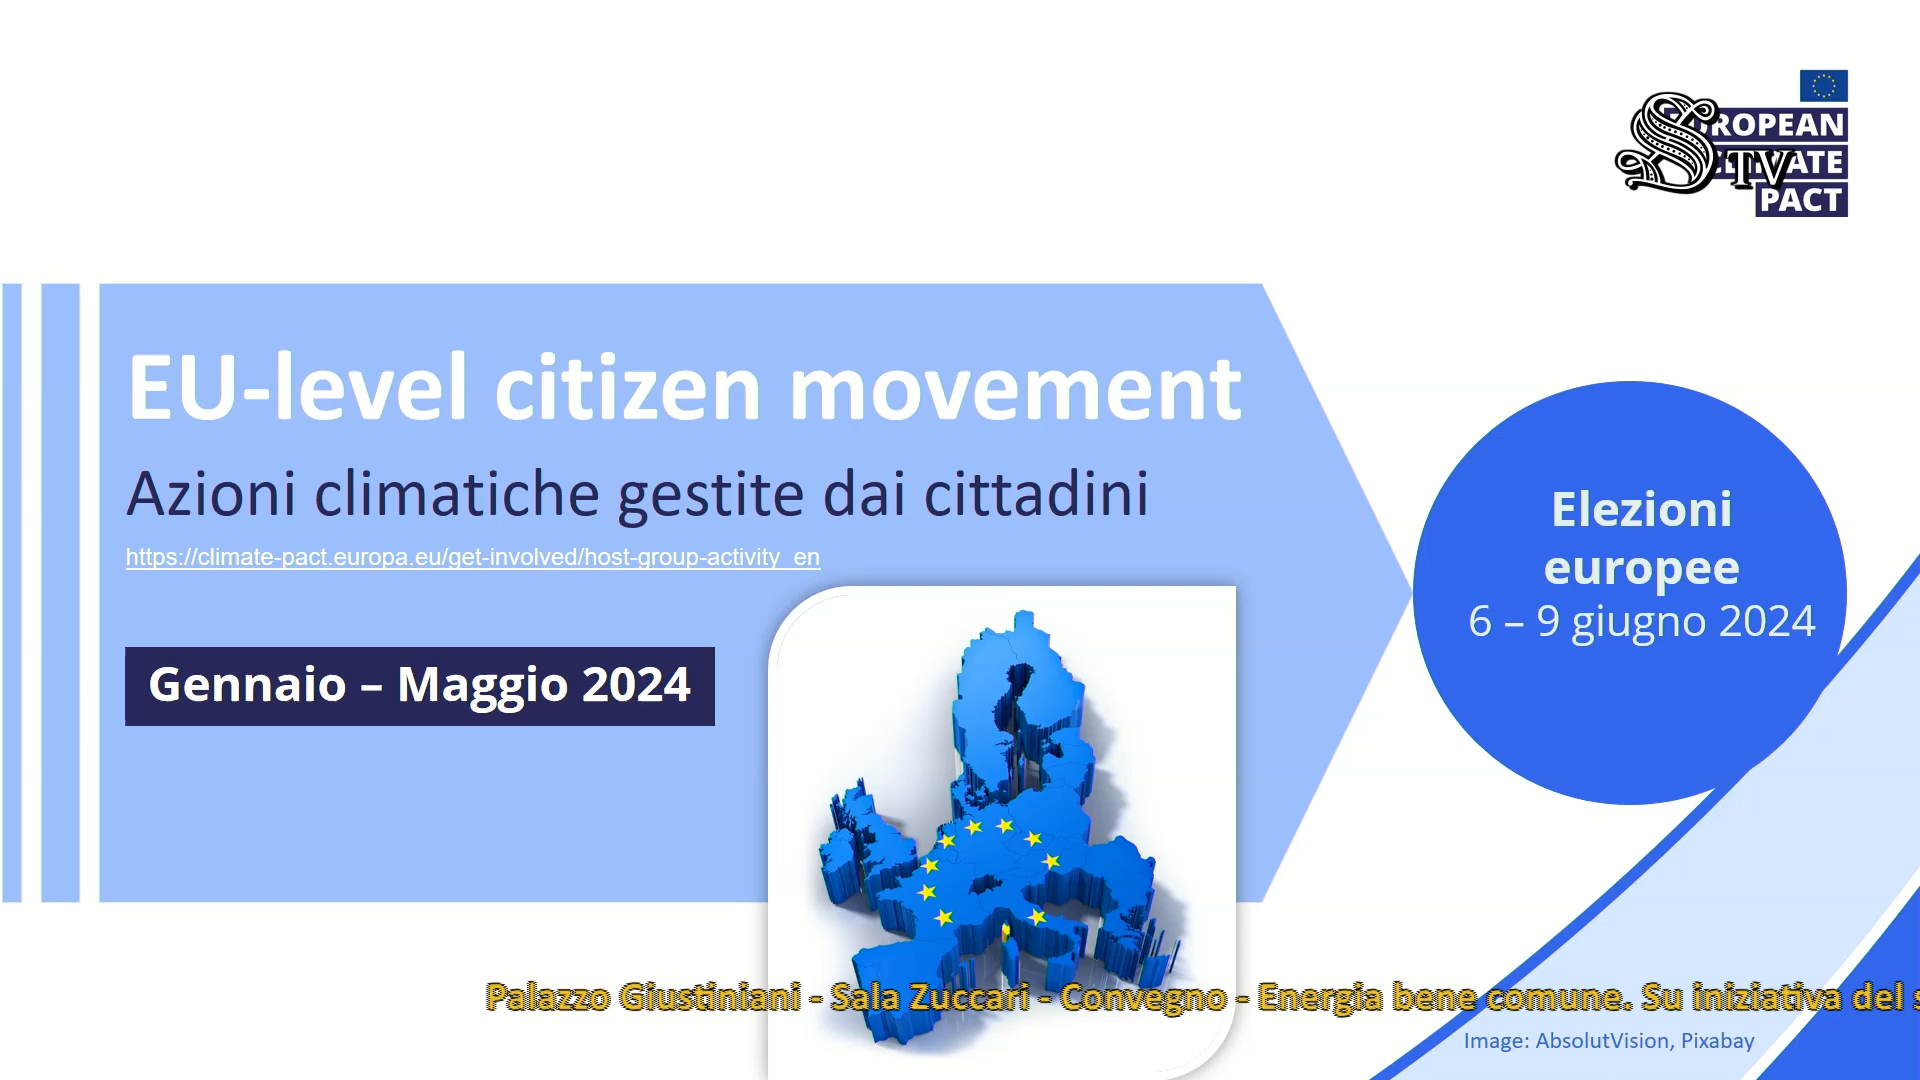 EUROPEAN
CLIMATE
PACT
STV
EU-level citizen movement
Azioni climatiche gestite dai cittadini
https://climate-pact.europa.eu/get-involved/host-group-activity_en
Gennaio – Maggio 2024
Elezioni
europee
6 – 9 giugno 2024
Palazzo Giustiniani - Sala Zuccari - Convegno - Energia bene comune. Su iniziativa del
Image: AbsolutVision, Pixabay